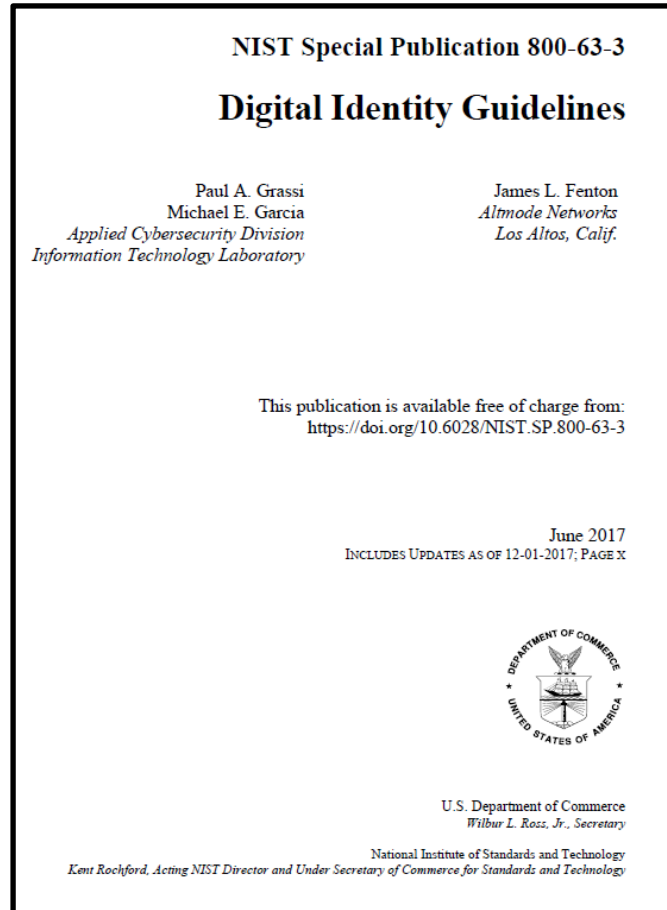 NIST Special Publication 800-63-3
Digital Identity Guidelines
Paul A. Grassi
Michael E. Garcia
Applied Cybersecurity Division
Information Technology Laboratory
James L. Fenton
Altmode Networks
Los Altos, Calif.
This publication is available free of charge from:
https://doi.org/10.6028/NIST.SP.800-63-3
June 2017
INCLUDES UPDATES AS OF 12-01-2017; PAGE X
DEPARTMENT OF COMMERCE
UNITED STATES OF AMERICA
U.S. Department of Commerce
Wilbur L. Ross, Jr., Secretary
National Institute of Standards and Technology
Kent Rochford, Acting NIST Director and Under Secretary of Commerce for Standards and Technology